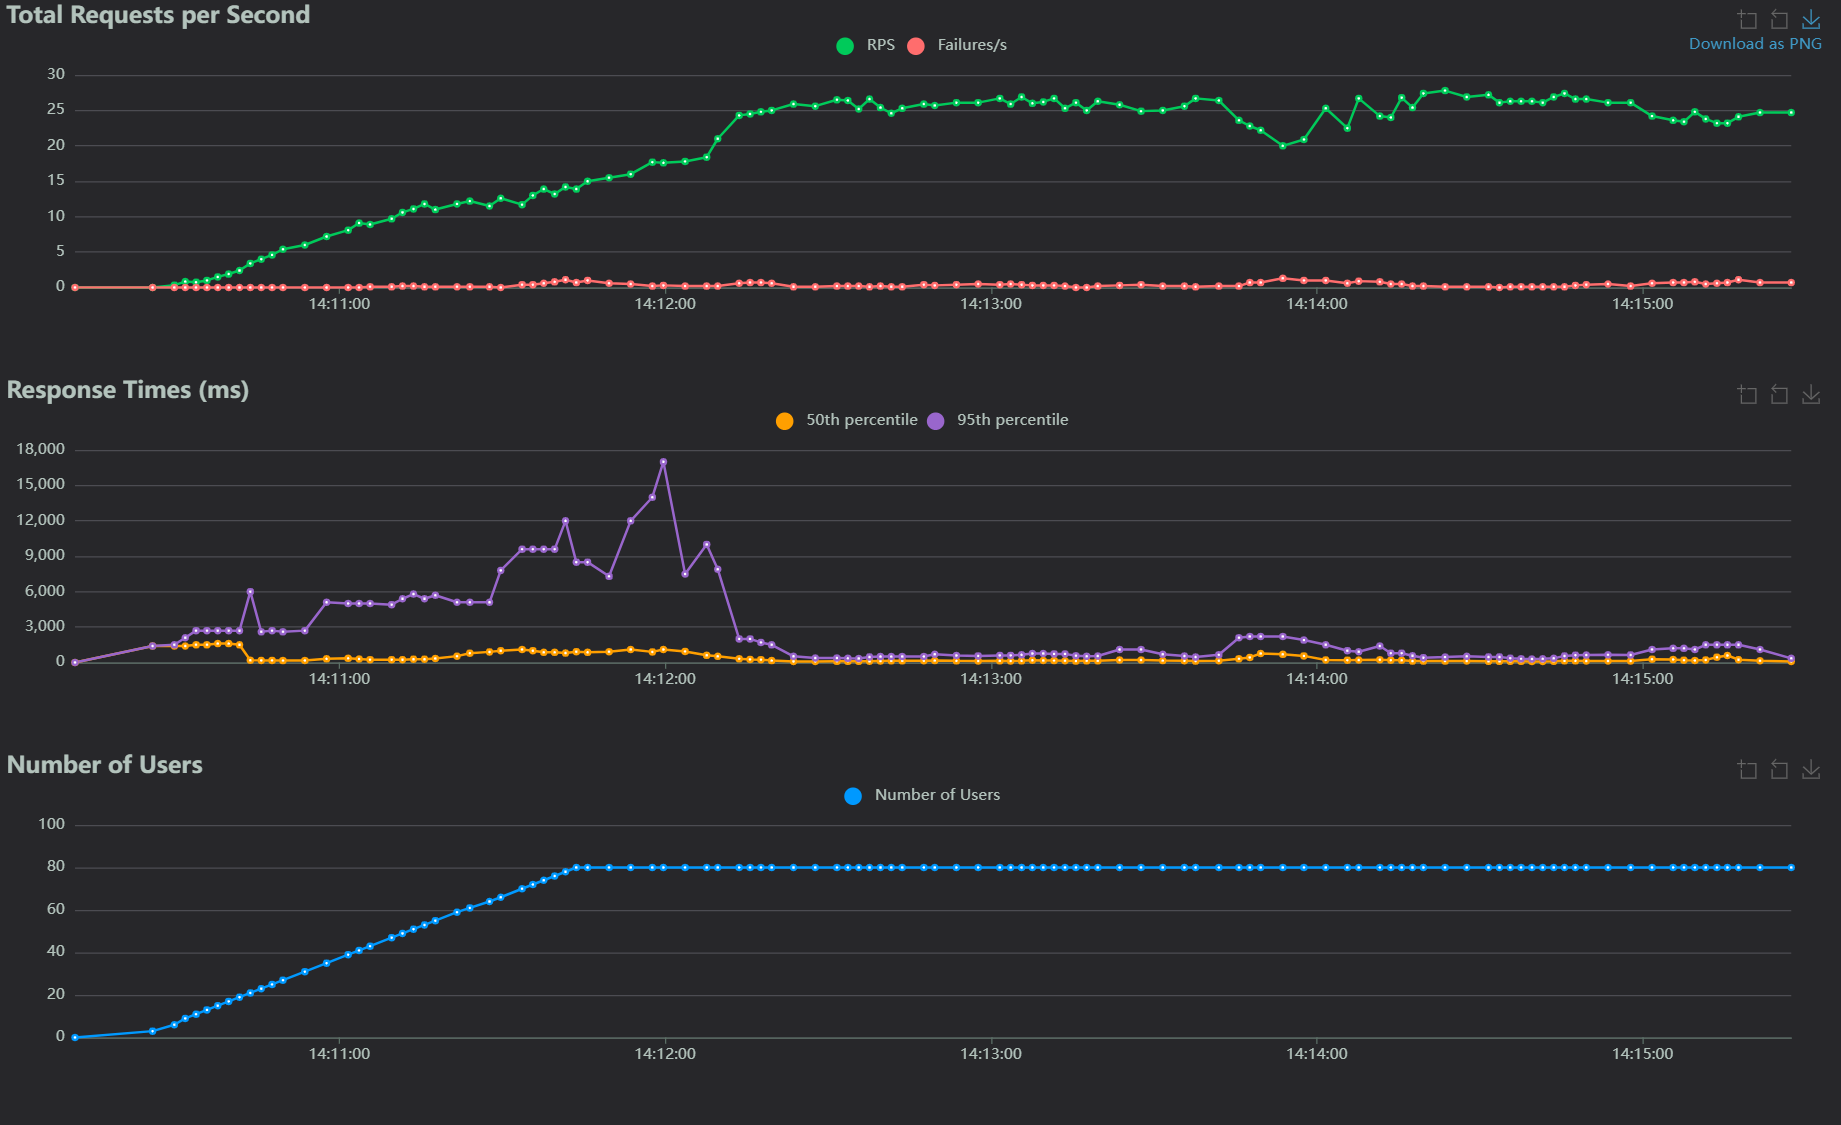 Total Requests per Second
RPS Failures/s
Download as PNG
30
25
20
15
10
5
0
14:11:00 14:12:00 14:13:00 14:14:00 14:15:00
Response Times (ms)
50th percentile 95th percentile
18,000
15,000
12,000
9,000
6,000
3,000
0
14:11:00 14:12:00 14:13:00 14:14:00 14:15:00
Number of Users
Number of Users
100
80
60
40
20
0
14:11:00 14:12:00 14:13:00 14:14:00 14:15:00